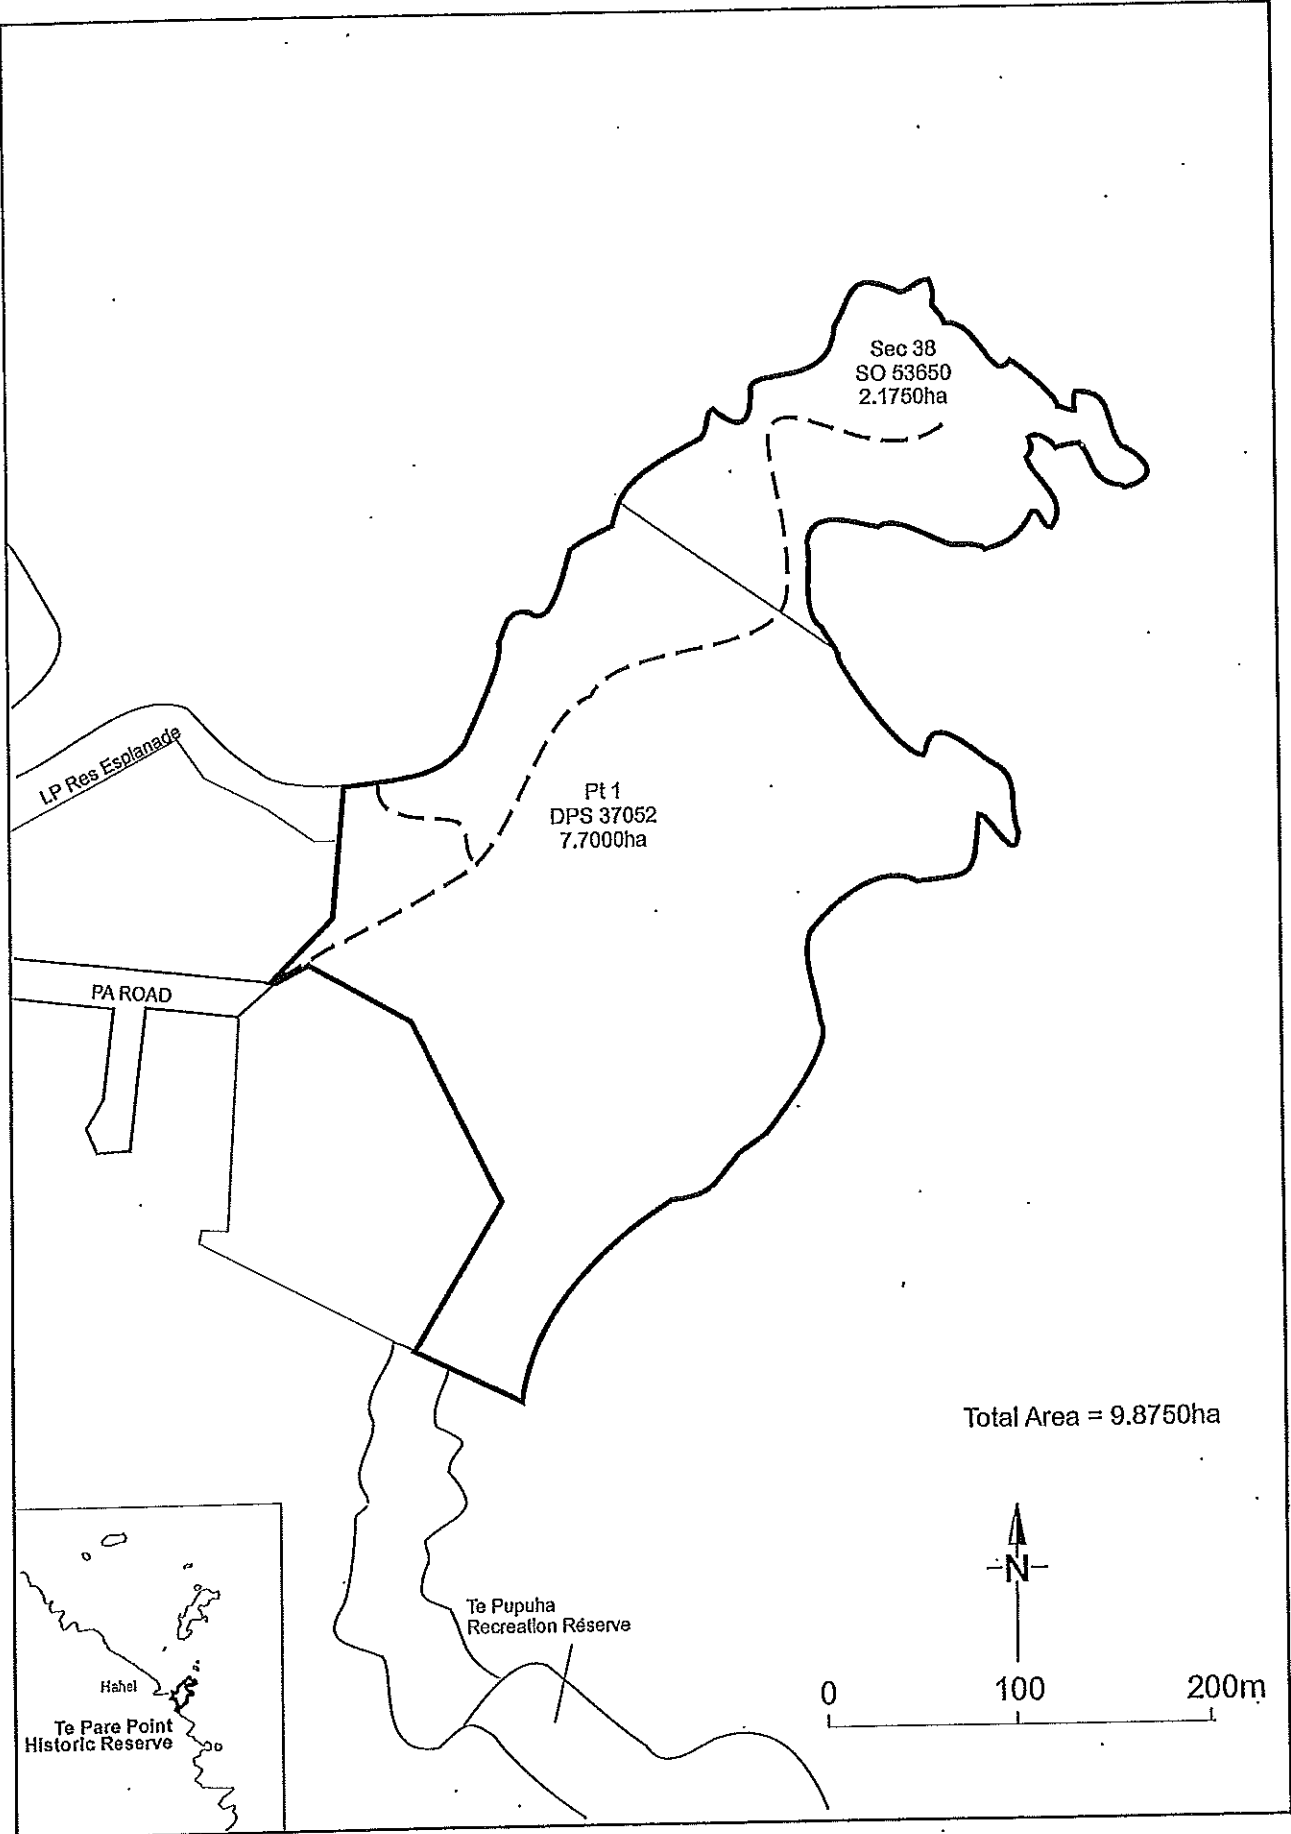 Sec 38
SO 53650
2.1750ha
LP Res Esplanade
Pt 1
DPS 37052
7.7000ha
PA ROAD
Total Area = 9.8750ha
N
Te Pupuha
Recreation Reserve
0 100 200m
Hahei
Te Pare Point
Historic Reserve